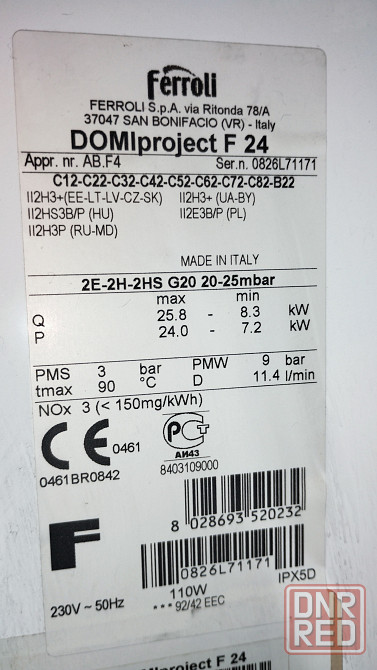 Ferroli
FERROLI S.p.A. via Ritonda 78/A
37047 SAN BONIFACIO (VR) - Italy
DOMIproject F 24
Appr. nr. AB.F4 Ser.n. 0826L71171
C12-C22-C32-C42-C52-C62-C72-C82-B22
II2H3+(EE-LT-LV-CZ-SK) II2H3+ (UA-BY)
II2HS3B/P (HU) II2E3B/P (PL)
II2H3P (RU-MD)
MADE IN ITALY
2E-2H-2HS G20 20-25mbar
max min
Q 25.8 - 8.3 kW
P 24.0 - 7.2 kW
PMS 3 bar PMW 9 bar
tmax 90 °C D 11.4 l/min
NOx 3 (< 150mg/kWh)
CE 0461
0461BR0842
РСТ
АИ43
8403109000
8 028693 520232
F
0826L71171
110W IPX5D
230V ~ 50Hz *** 92/42 EEC
DNR
RED
DOMIproject F 24